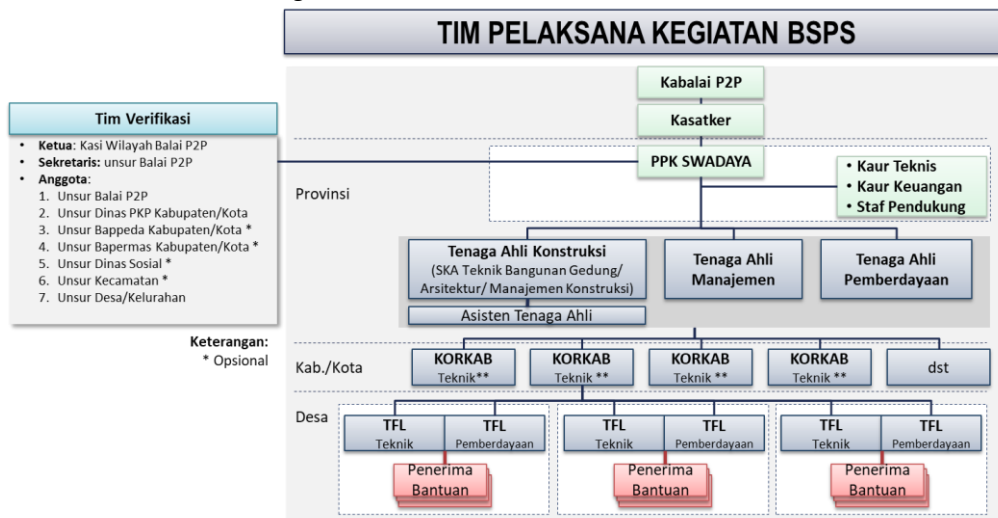 TIM PELAKSANA KEGIATAN BSPS
Kabalai P2P
Kasatker
Tim Verifikasi
• Ketua: Kasi Wilayah Balai P2P
• Sekretaris: unsur Balai P2P
• Anggota:
1. Unsur Balai P2P
2. Unsur Dinas PKP Kabupaten/Kota
3. Unsur Bappeda Kabupaten/Kota *
4. Unsur Bapermas Kabupaten/Kota *
5. Unsur Dinas Sosial *
6. Unsur Kecamatan *
7. Unsur Desa/Kelurahan
Keterangan:
* Opsional
Provinsi
PPK SWADAYA
• Kaur Teknis
• Kaur Keuangan
• Staf Pendukung
Tenaga Ahli Konstruksi
(SKA Teknik Bangunan Gedung/
Arsitektur/ Manajemen Konstruksi)
Asisten Tenaga Ahli
Tenaga Ahli
Manajemen
Tenaga Ahli
Pemberdayaan
Kab./Kota
KORKAB
Teknik**
KORKAB
Teknik **
KORKAB
Teknik **
KORKAB
Teknik **
dst
Desa
TFL
Teknik
TFL
Pemberdayaan
Penerima
Bantuan
TFL
Teknik
TFL
Pemberdayaan
Penerima
Bantuan
TFL
Teknik
TFL
Pemberdayaan
Penerima
Bantuan